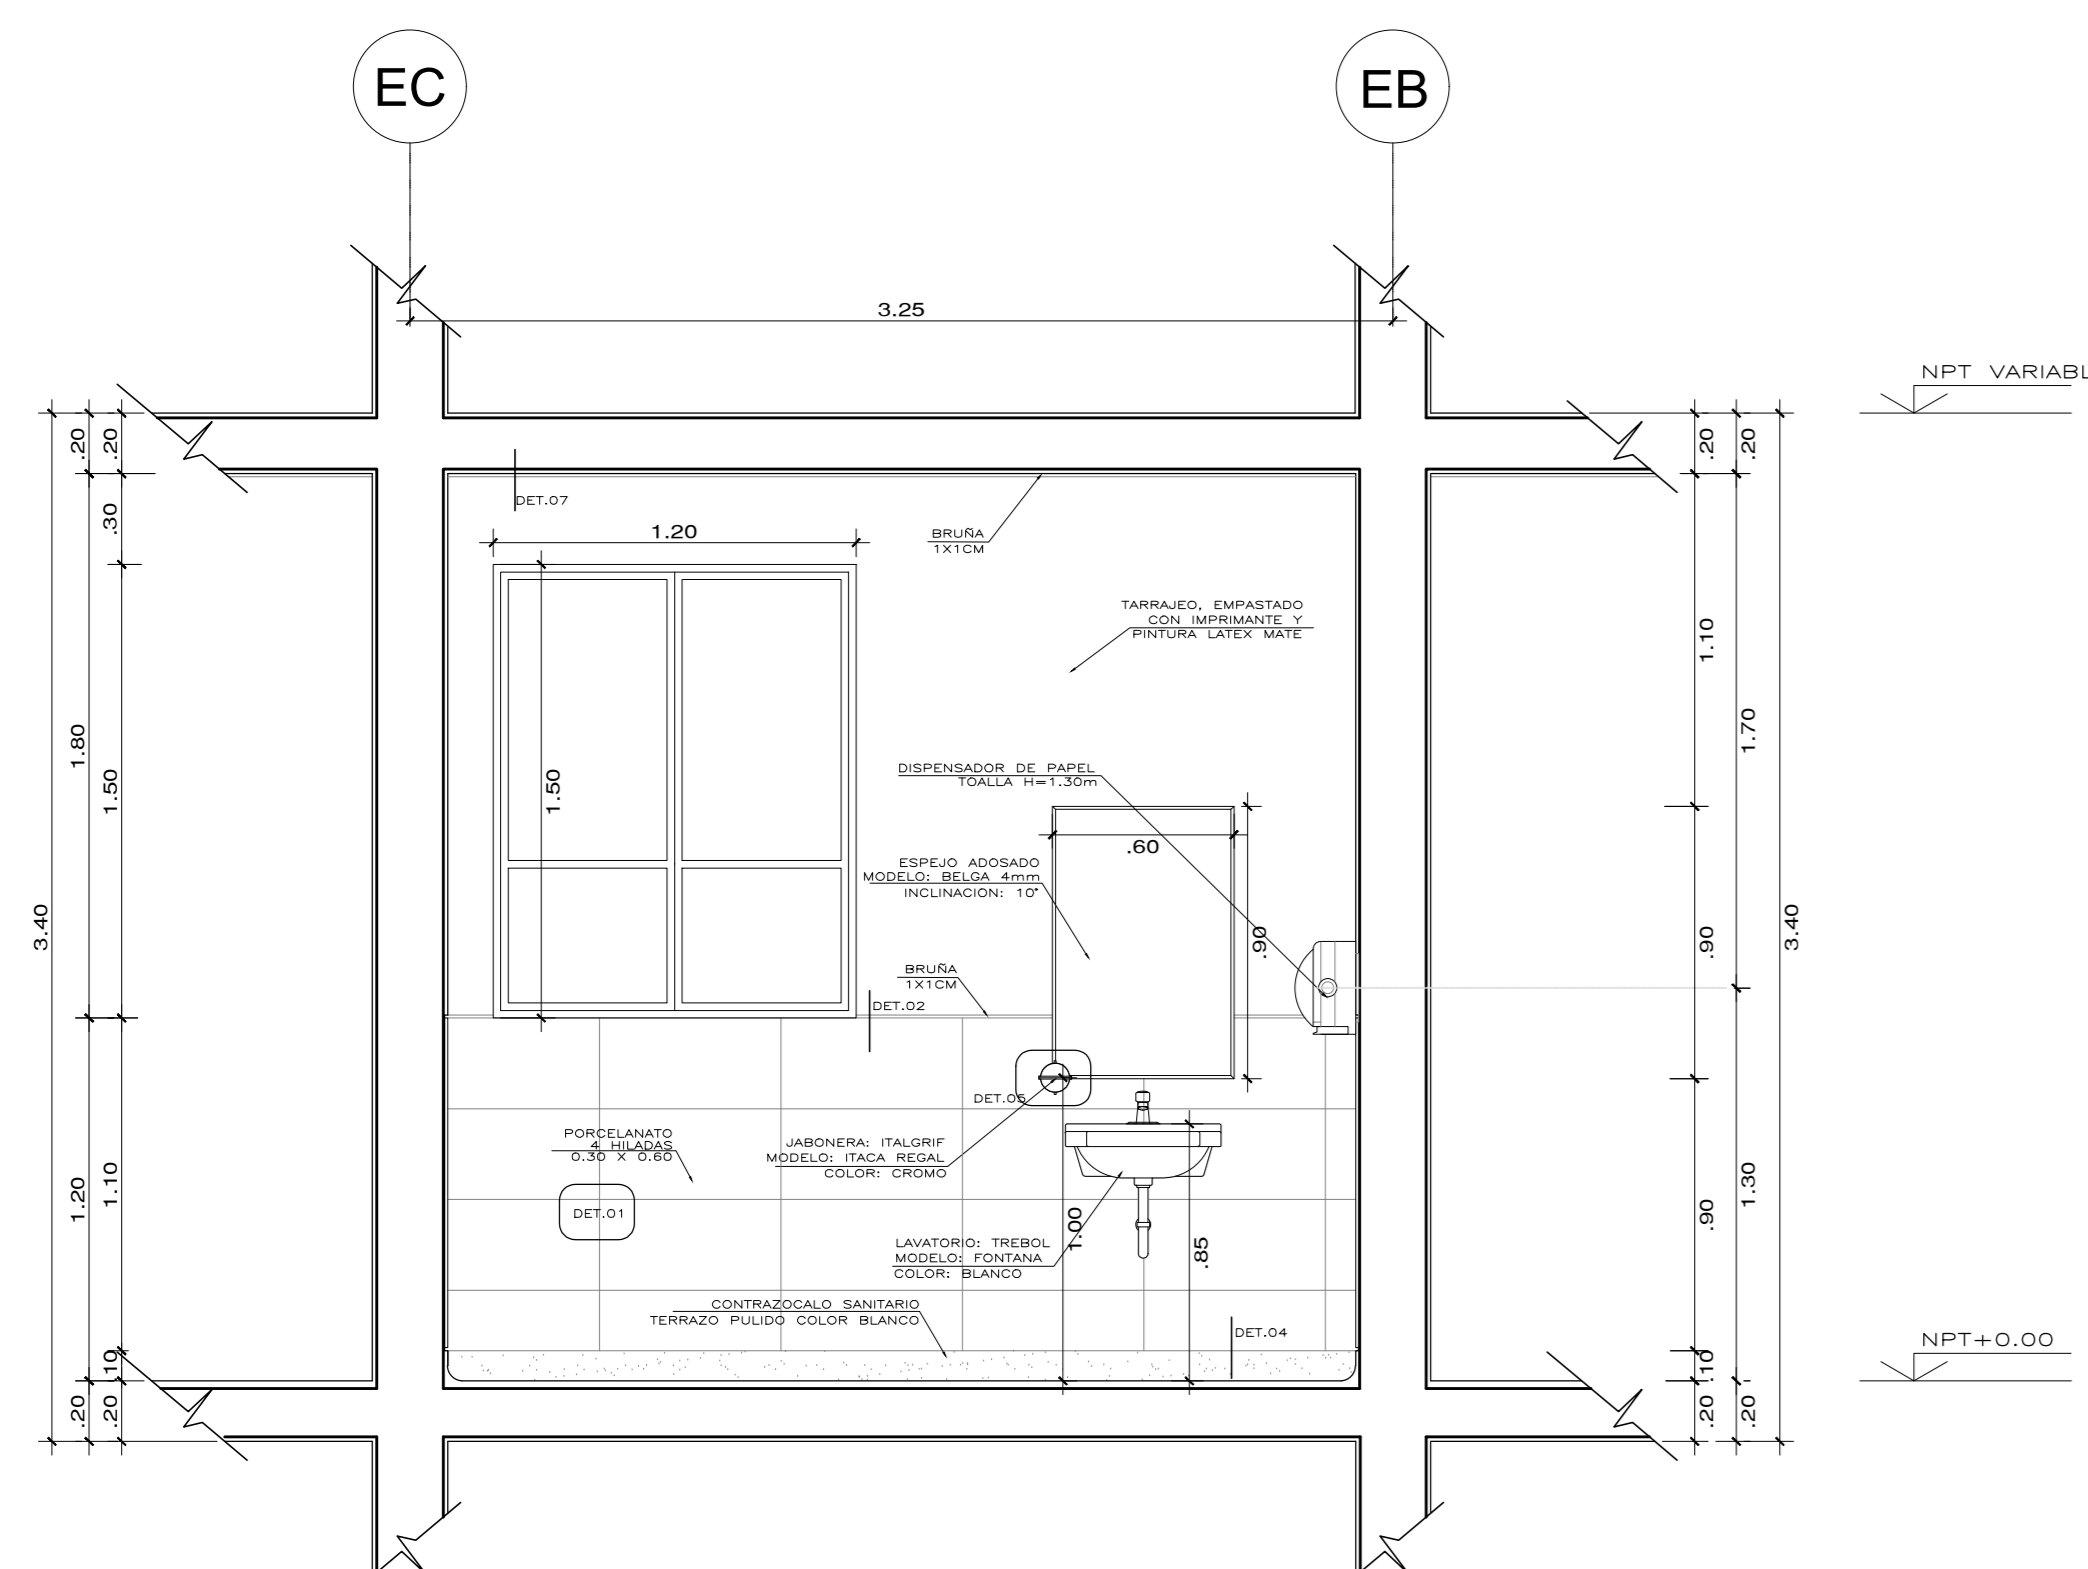 EC
EB
3.25
NPT VARIABL
.20
.20
.20
.20
DET.07
.30
1.20
BRUÑA
1X1CM
TARRAJEO, EMPASTADO
CON IMPRIMANTE Y
PINTURA LATEX MATE
1.10
1.80
1.50
1.50
1.70
DISPENSADOR DE PAPEL
TOALLA H=1.30m
.60
ESPEJO ADOSADO
MODELO: BELGA 4mm
INCLINACION: 10°
3.40
.90
.90
3.40
BRUÑA
1X1CM
DET.02
DET.05
PORCELANATO
4 HILADAS
0.30 X 0.60
JABONERA: ITALGRIF
MODELO: ITACA REGAL
COLOR: CROMO
1.20
1.10
DET.01
1.00
.85
.90
1.30
LAVATORIO: TREBOL
MODELO: FONTANA
COLOR: BLANCO
CONTRAZOCALO SANITARIO
TERRAZO PULIDO COLOR BLANCO
DET.04
NPT+0.00
.10
.10
.20
.20
.20
.20